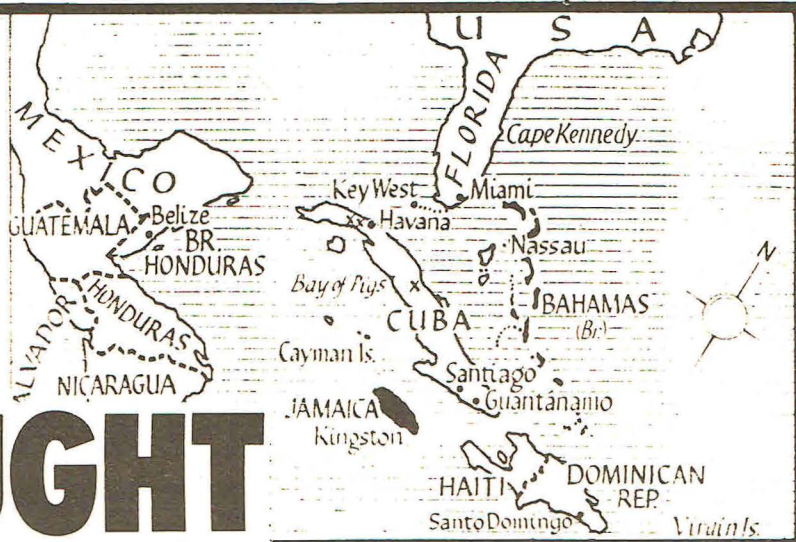 U S A
MEXICO
FLORIDA
Cape Kennedy
Key West
Miami
GUATEMALA
Belize
Havana
BR.
HONDURAS
Nassau
Bay of Pigs
x x
x
HONDURAS
BAHAMAS
(Br.)
N
CUBA
ALVADOR
Cayman Is.
NICARAGUA
Santiago
Guantánamo
JAMAICA
Kingston
UGHT
HAITI
DOMINICAN
REP.
Santo Domingo
Virgin Is.